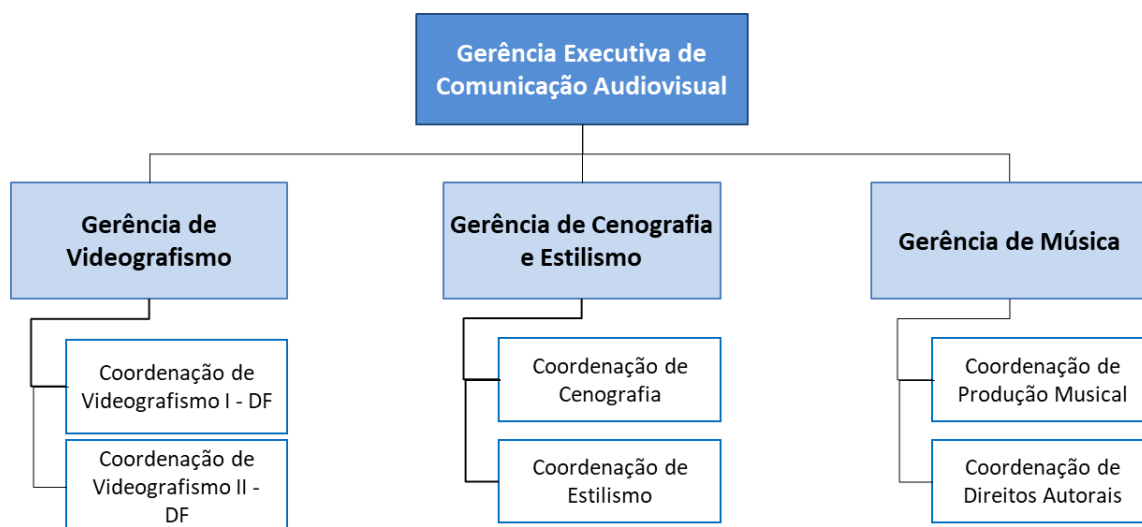 Gerência Executiva de
Comunicação Audiovisual
Gerência de
Videografismo
Gerência de Cenografia
e Estilismo
Gerência de Música
Coordenação de
Videografismo I - DF
Coordenação de
Videografismo II -
DF
Coordenação de
Cenografia
Coordenação de
Estilismo
Coordenação de
Produção Musical
Coordenação de
Direitos Autorais